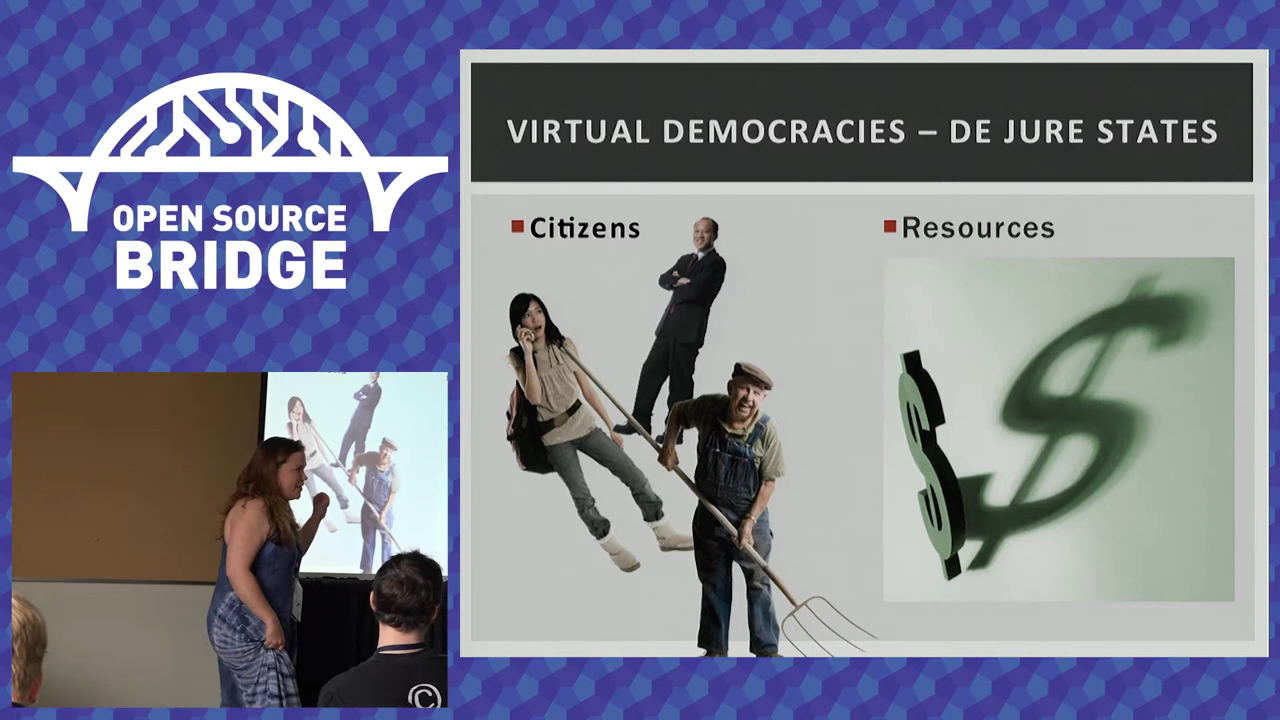 OPEN SOURCE
BRIDGE
VIRTUAL DEMOCRACIES – DE JURE STATES
Citizens
Resources
$
$
©